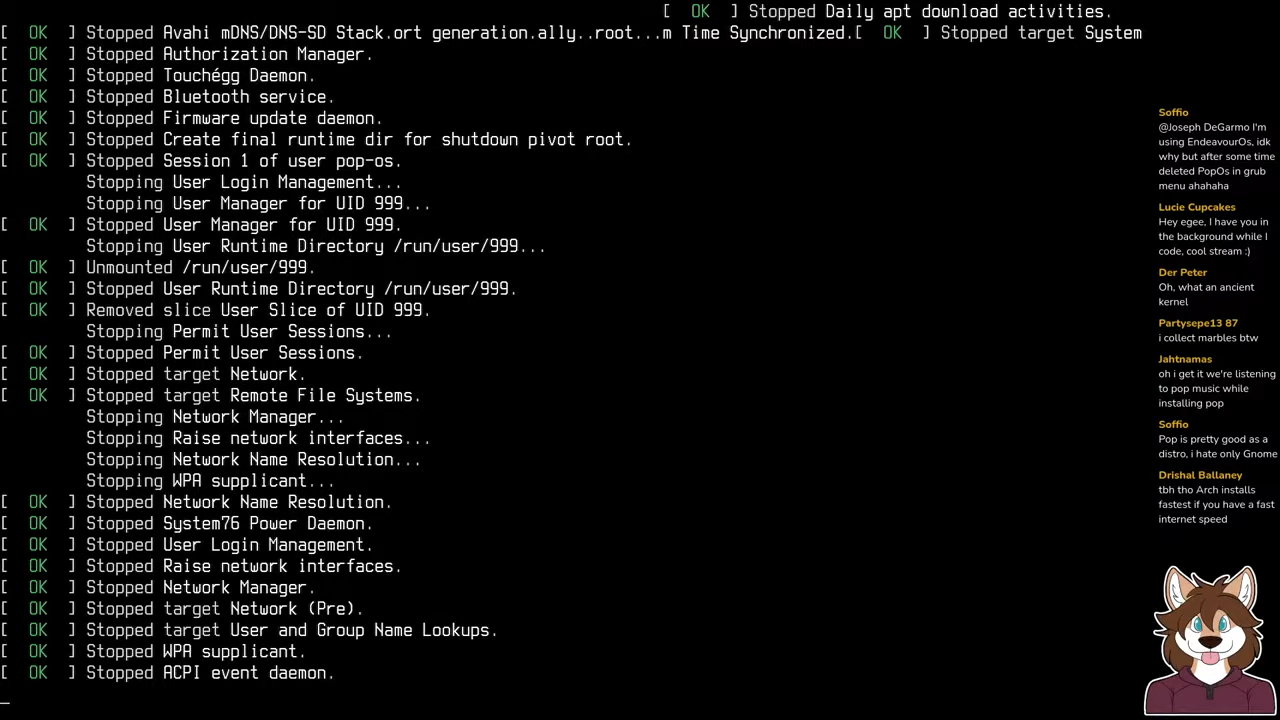 [  OK  ] Stopped Daily apt download activities.
[  OK  ] Stopped Avahi mDNS/DNS-SD Stack.ort generation.ally..root...m Time Synchronized.[  OK  ] Stopped target System
[  OK  ] Stopped Authorization Manager.
[  OK  ] Stopped Touchégg Daemon.
[  OK  ] Stopped Bluetooth service.
[  OK  ] Stopped Firmware update daemon.
[  OK  ] Stopped Create final runtime dir for shutdown pivot root.
[  OK  ] Stopped Session 1 of user pop-os.
Stopping User Login Management...
Stopping User Manager for UID 999...
[  OK  ] Stopped User Manager for UID 999.
Stopping User Runtime Directory /run/user/999...
[  OK  ] Unmounted /run/user/999.
[  OK  ] Stopped User Runtime Directory /run/user/999.
[  OK  ] Removed slice User Slice of UID 999.
Stopping Permit User Sessions...
[  OK  ] Stopped Permit User Sessions.
[  OK  ] Stopped target Network.
[  OK  ] Stopped target Remote File Systems.
Stopping Network Manager...
Stopping Raise network interfaces...
Stopping Network Name Resolution...
Stopping WPA supplicant...
[  OK  ] Stopped Network Name Resolution.
[  OK  ] Stopped System76 Power Daemon.
[  OK  ] Stopped User Login Management.
[  OK  ] Stopped Raise network interfaces.
[  OK  ] Stopped Network Manager.
[  OK  ] Stopped target Network (Pre).
[  OK  ] Stopped target User and Group Name Lookups.
[  OK  ] Stopped WPA supplicant.
[  OK  ] Stopped ACPI event daemon.
Soffio
@Joseph DeGarmo I'm
using EndeavourOs, idk
why but after some time
deleted PopOs in grub
menu ahahaha
Lucie Cupcakes
Hey egee, I have you in
the background while I
code, cool stream :)
Der Peter
Oh, what an ancient
kernel
Partysepe13 87
i collect marbles btw
Jahtnamas
oh i get it we're listening
to pop music while
installing pop
Soffio
Pop is pretty good as a
distro, i hate only Gnome
Drishal Ballaney
tbh tho Arch installs
fastest if you have a fast
internet speed